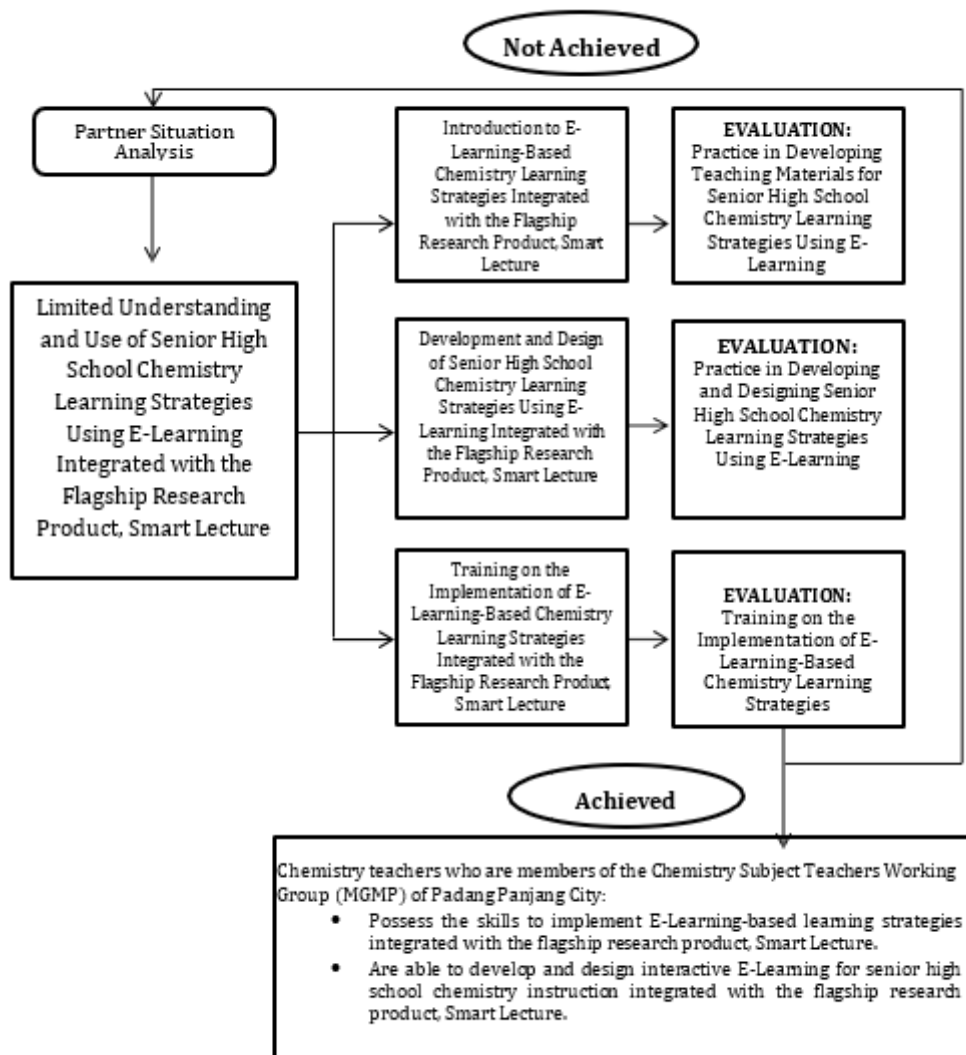 Not Achieved
Partner Situation
Analysis
Limited Understanding
and Use of Senior High
School Chemistry
Learning Strategies
Using E-Learning
Integrated with the
Flagship Research
Product, Smart Lecture
Introduction to E-
Learning-Based
Chemistry Learning
Strategies Integrated
with the Flagship
Research Product, Smart
Lecture
EVALUATION:
Practice in Developing
Teaching Materials for
Senior High School
Chemistry Learning
Strategies Using E-
Learning
Development and Design
of Senior High School
Chemistry Learning
Strategies Using E-
Learning Integrated with
the Flagship Research
Product, Smart Lecture
EVALUATION:
Practice in Developing
and Designing Senior
High School Chemistry
Learning Strategies
Using E-Learning
Training on the
Implementation of E-
Learning-Based Chemistry
Learning Strategies
Integrated with the
Flagship Research Product,
Smart Lecture
EVALUATION:
Training on the
Implementation of E-
Learning-Based
Chemistry Learning
Strategies
Achieved
Chemistry teachers who are members of the Chemistry Subject Teachers Working
Group (MGMP) of Padang Panjang City:
• Possess the skills to implement E-Learning-based learning strategies
integrated with the flagship research product, Smart Lecture.
• Are able to develop and design interactive E-Learning for senior high
school chemistry instruction integrated with the flagship research
product, Smart Lecture.